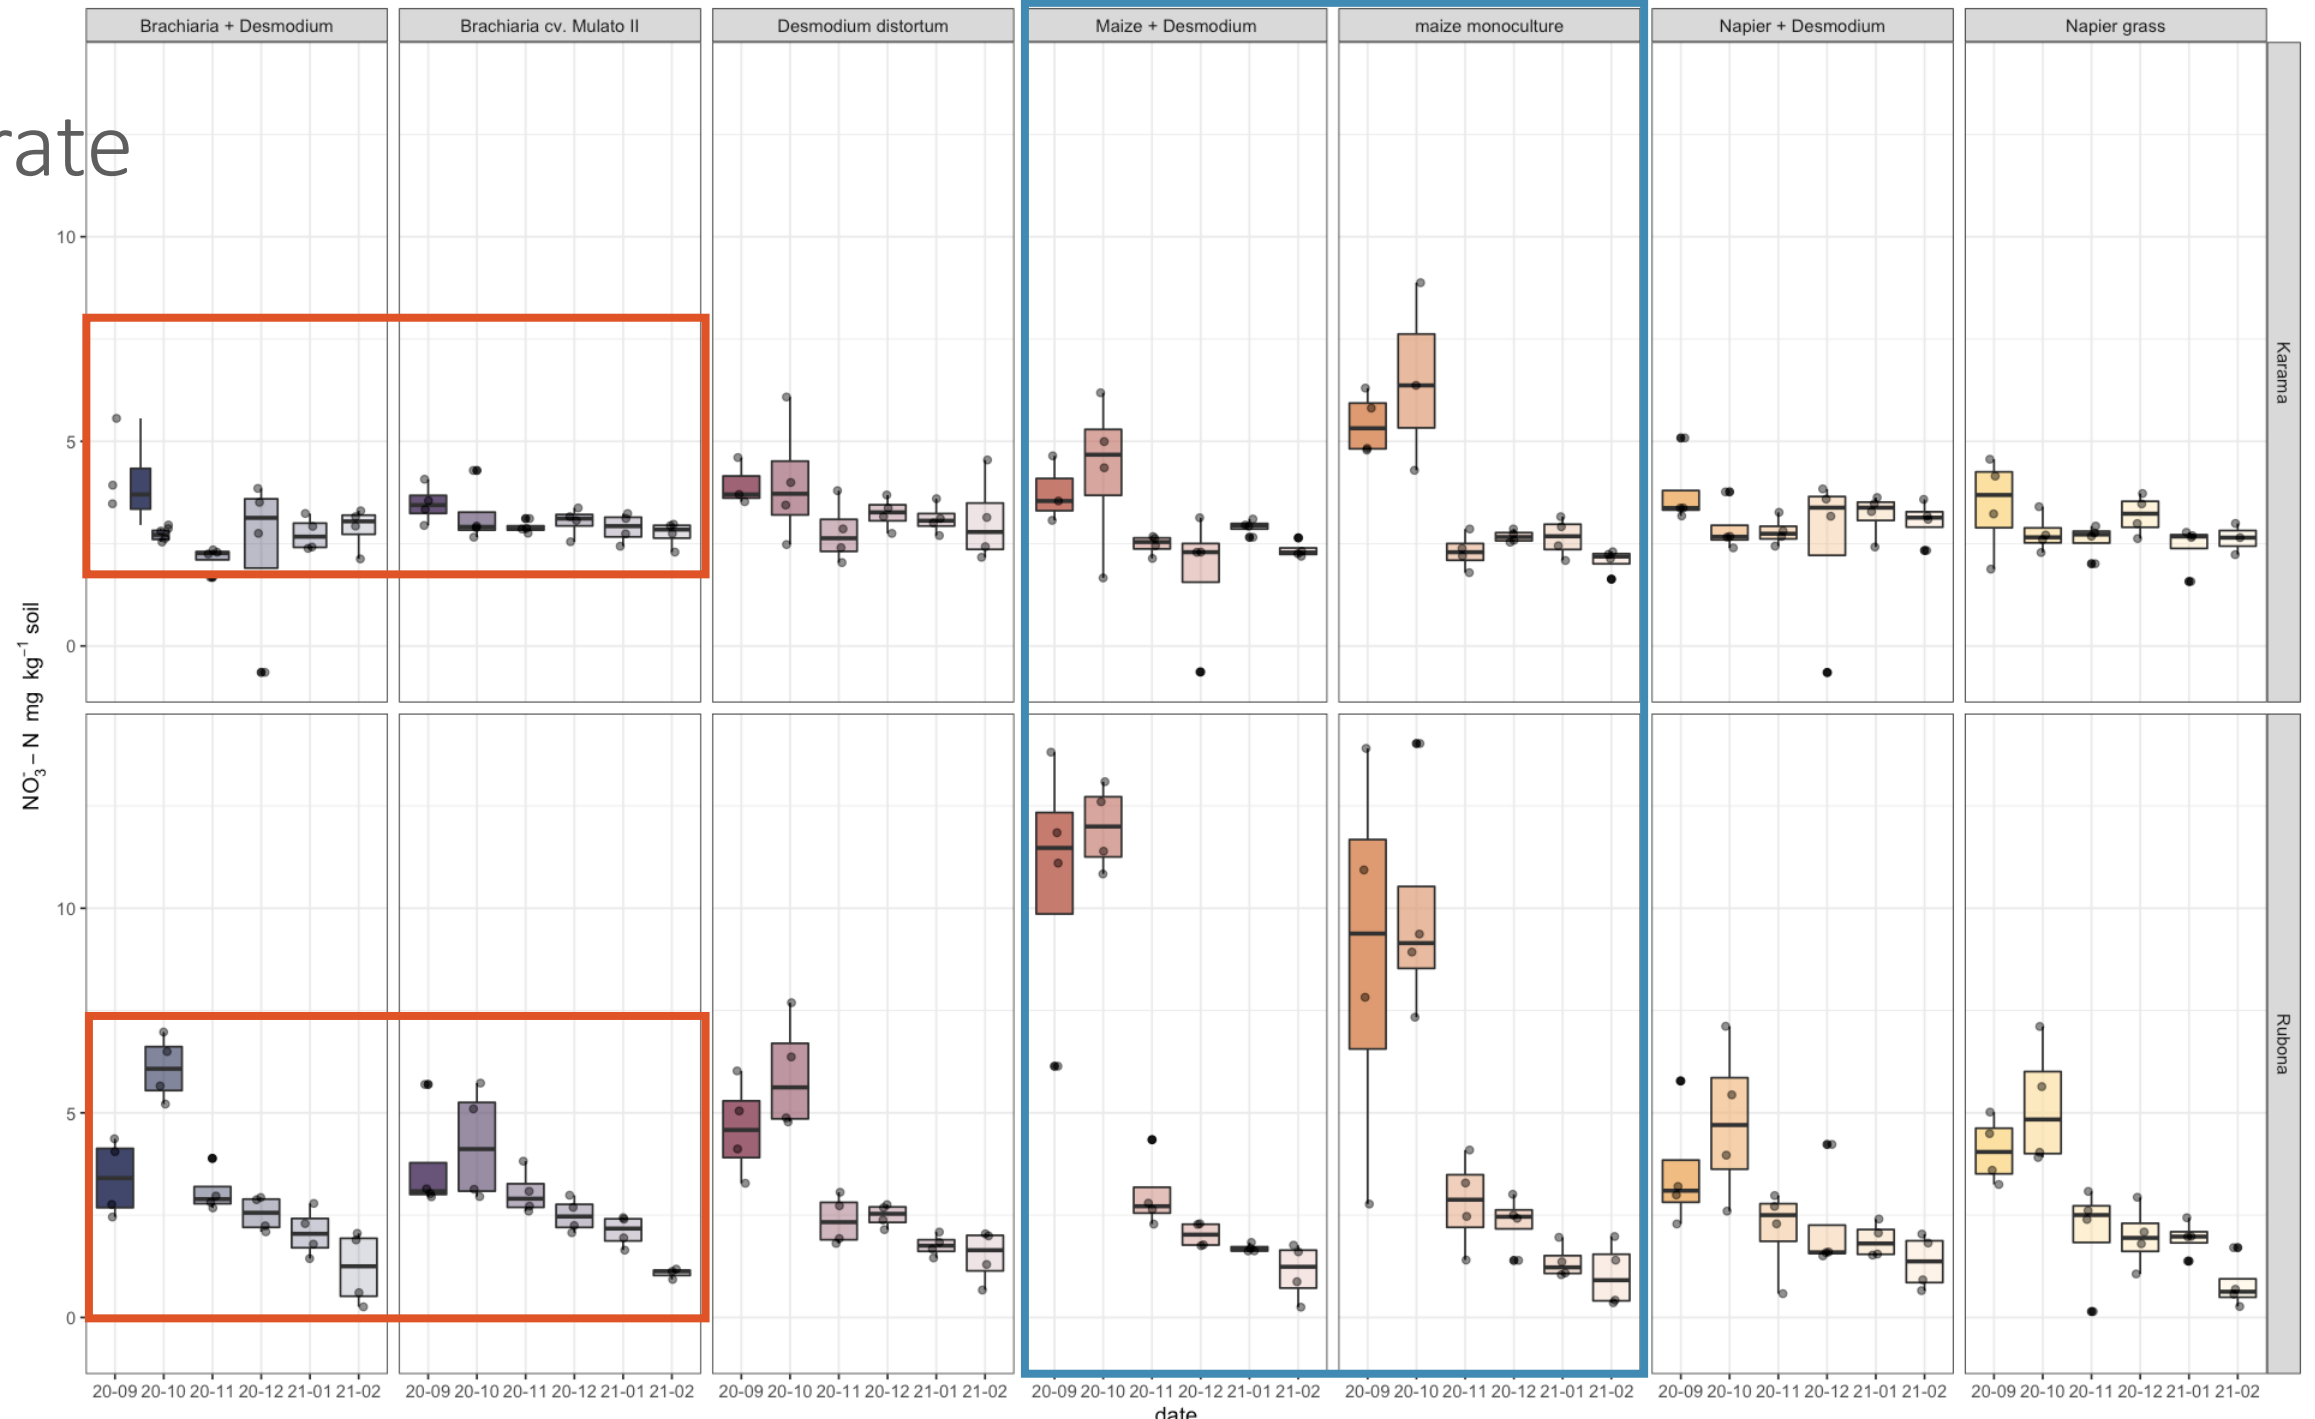 Brachiaria + Desmodium Brachiaria cv. Mulato II Desmodium distortum Maize + Desmodium maize monoculture Napier + Desmodium Napier grass
rate
10
5
0
Karama
NO₃⁻ – N mg kg⁻¹ soil
10
5
0
Rubona
20-09 20-10 20-11 20-12 21-01 21-02 20-09 20-10 20-11 20-12 21-01 21-02 20-09 20-10 20-11 20-12 21-01 21-02 20-09 20-10 20-11 20-12 21-01 21-02 20-09 20-10 20-11 20-12 21-01 21-02 20-09 20-10 20-11 20-12 21-01 21-02 20-09 20-10 20-11 20-12 21-01 21-02
date